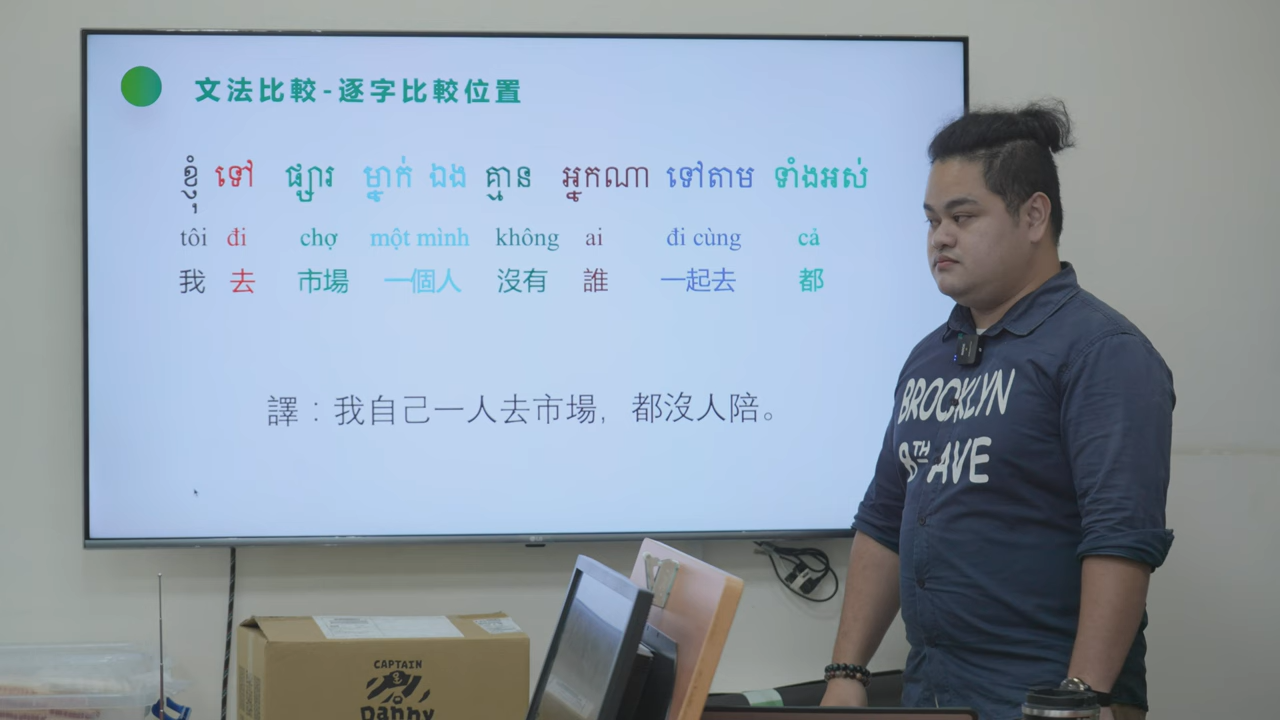 文法比較-逐字比較位置
ខ្ញុំ ទៅ ផ្សារ ម្នាក់ ឯង គ្មាន អ្នកណា ទៅតាម ទាំងអស់
tôi đi chợ một mình không ai đi cùng cả
我 去 市場 一個人 沒有 誰 一起去 都
譯：我自己一人去市場，都沒人陪。
BROOKLYN
8TH AVE
CAPTAIN
Danny
LG